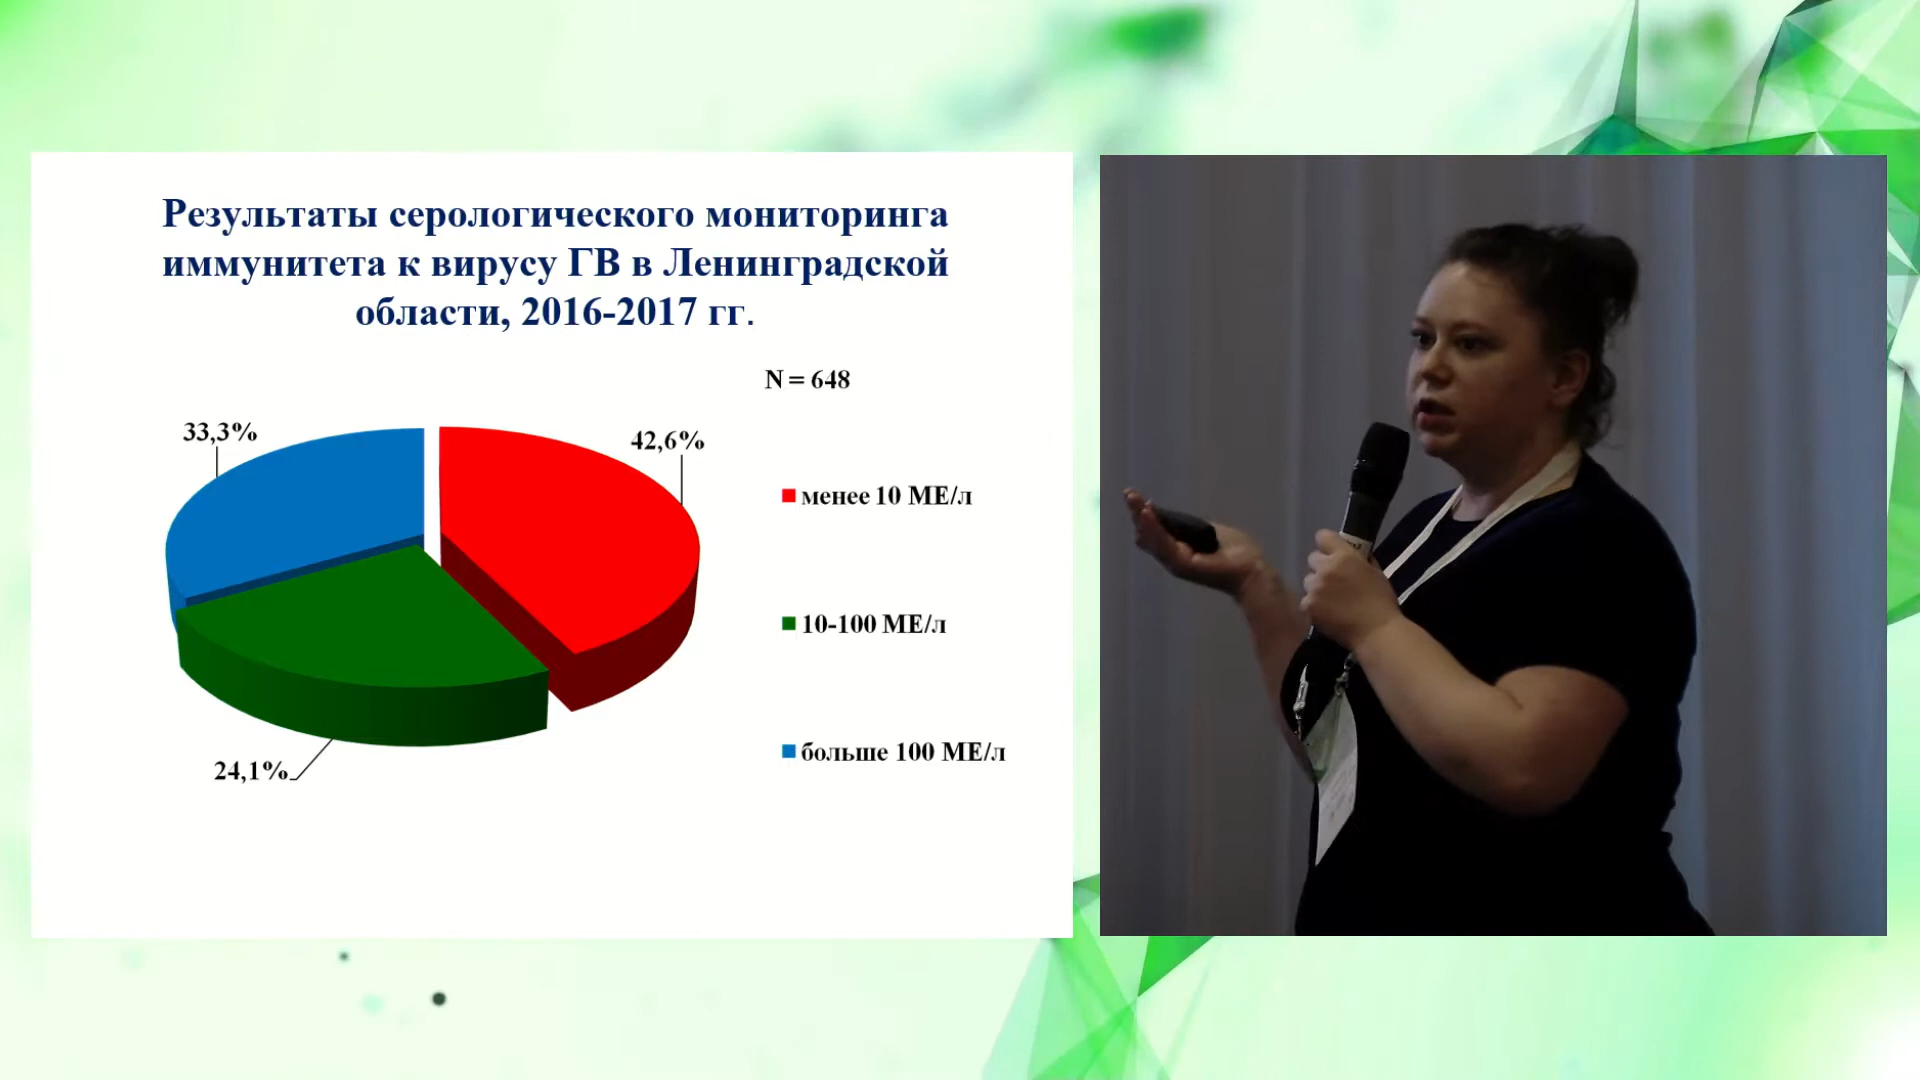 Результаты серологического мониторинга
иммунитета к вирусу ГВ в Ленинградской
области, 2016-2017 гг.
N = 648
33,3%
42,6%
менее 10 МЕ/л
10-100 МЕ/л
больше 100 МЕ/л
24,1%